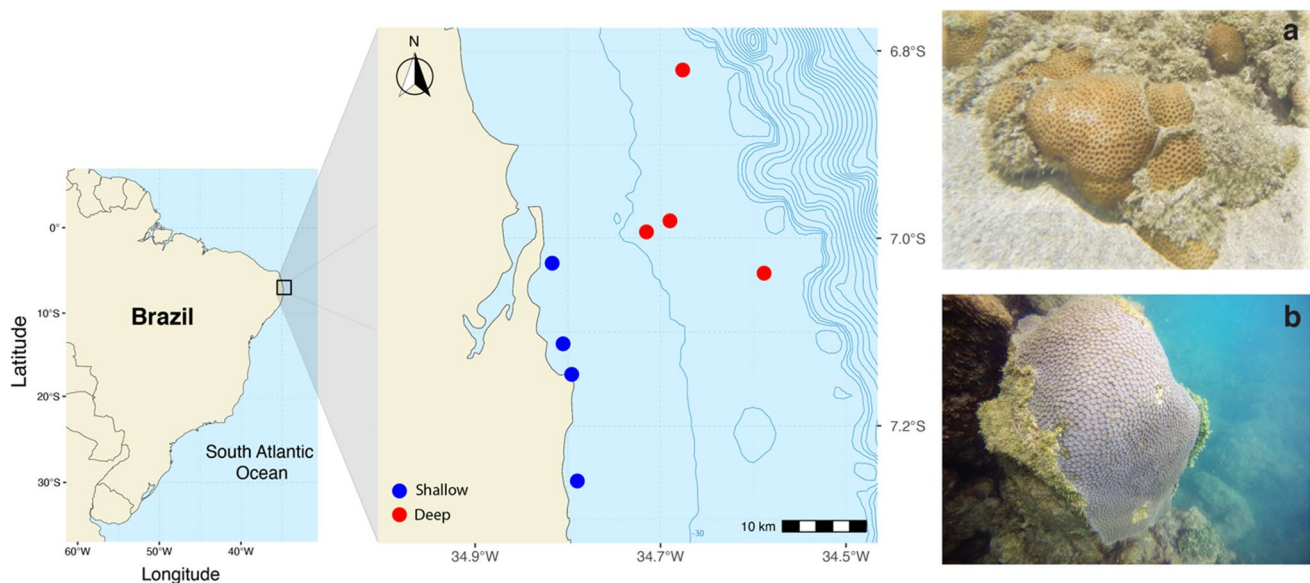 0°
10°S
20°S
30°S
60°W
50°W
40°W
Latitude
Longitude
Brazil
South Atlantic
Ocean
N
Shallow
Deep
10 km
-30
6.8°S
7.0°S
7.2°S
34.9°W
34.7°W
34.5°W
a
b